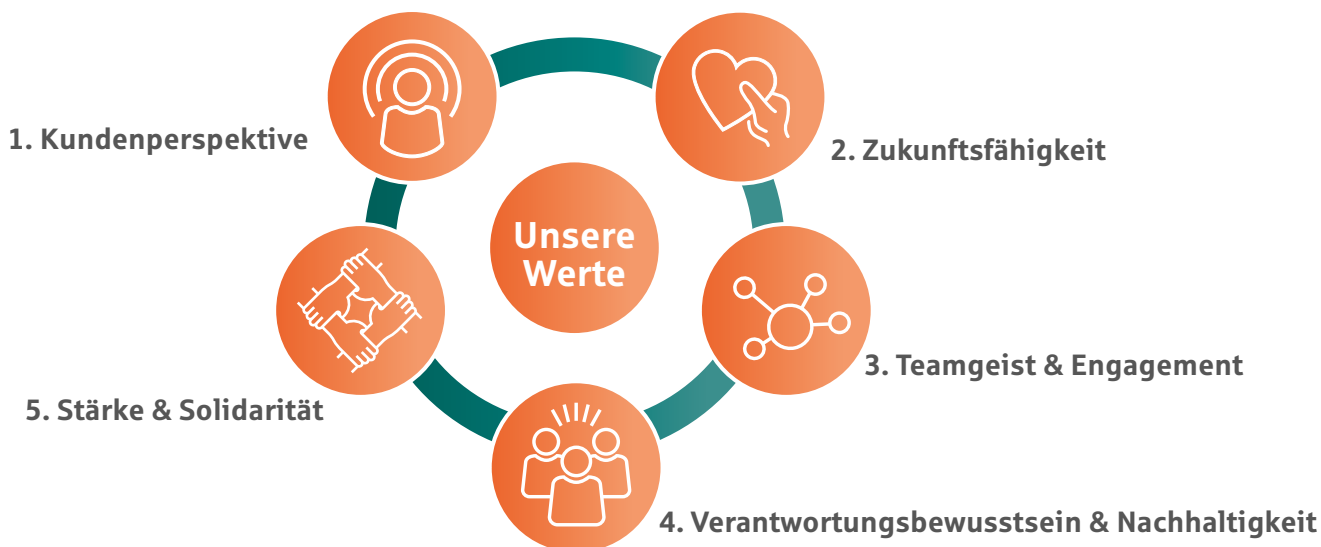 1. Kundenperspektive
2. Zukunftsfähigkeit
Unsere
Werte
3. Teamgeist & Engagement
5. Stärke & Solidarität
4. Verantwortungsbewusstsein & Nachhaltigkeit